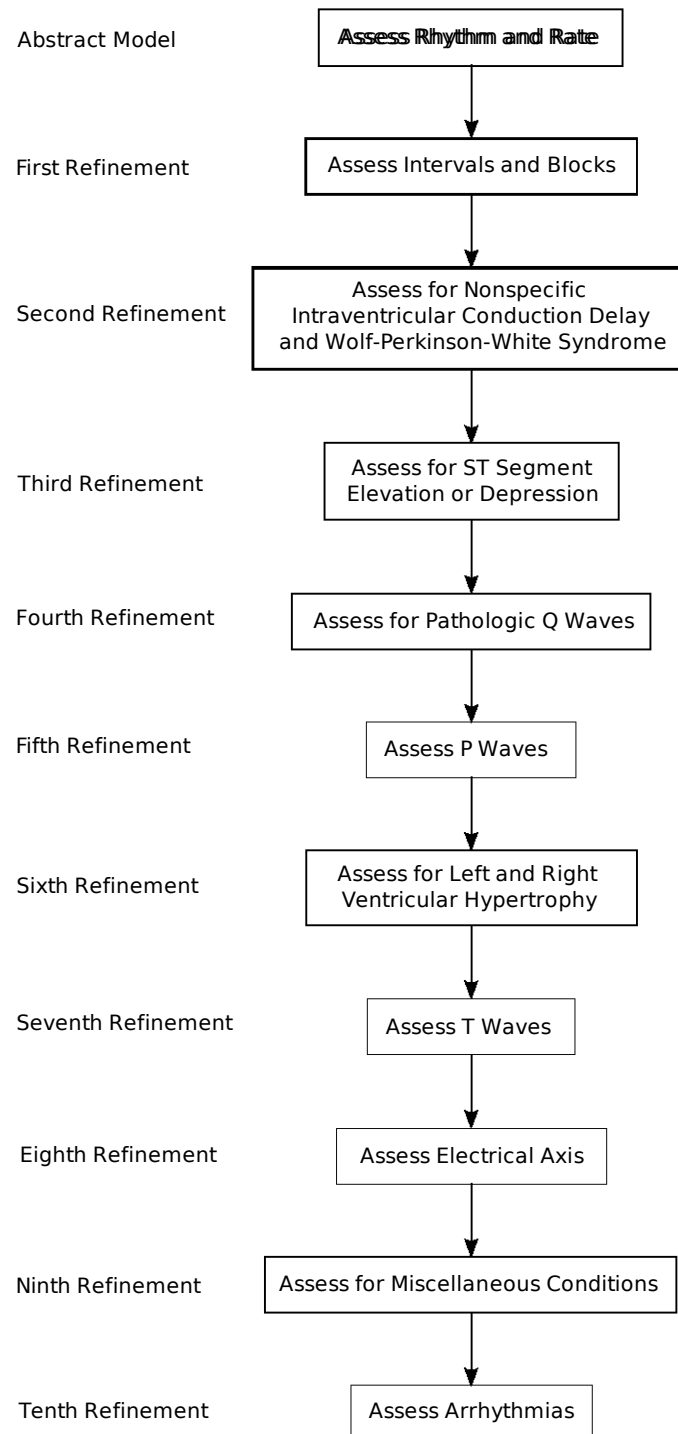 Abstract Model
Assess Rhythm and Rate
First Refinement
Assess Intervals and Blocks
Second Refinement
Assess for Nonspecific
Intraventricular Conduction Delay
and Wolf-Perkinson-White Syndrome
Third Refinement
Assess for ST Segment
Elevation or Depression
Fourth Refinement
Assess for Pathologic Q Waves
Fifth Refinement
Assess P Waves
Sixth Refinement
Assess for Left and Right
Ventricular Hypertrophy
Seventh Refinement
Assess T Waves
Eighth Refinement
Assess Electrical Axis
Ninth Refinement
Assess for Miscellaneous Conditions
Tenth Refinement
Assess Arrhythmias